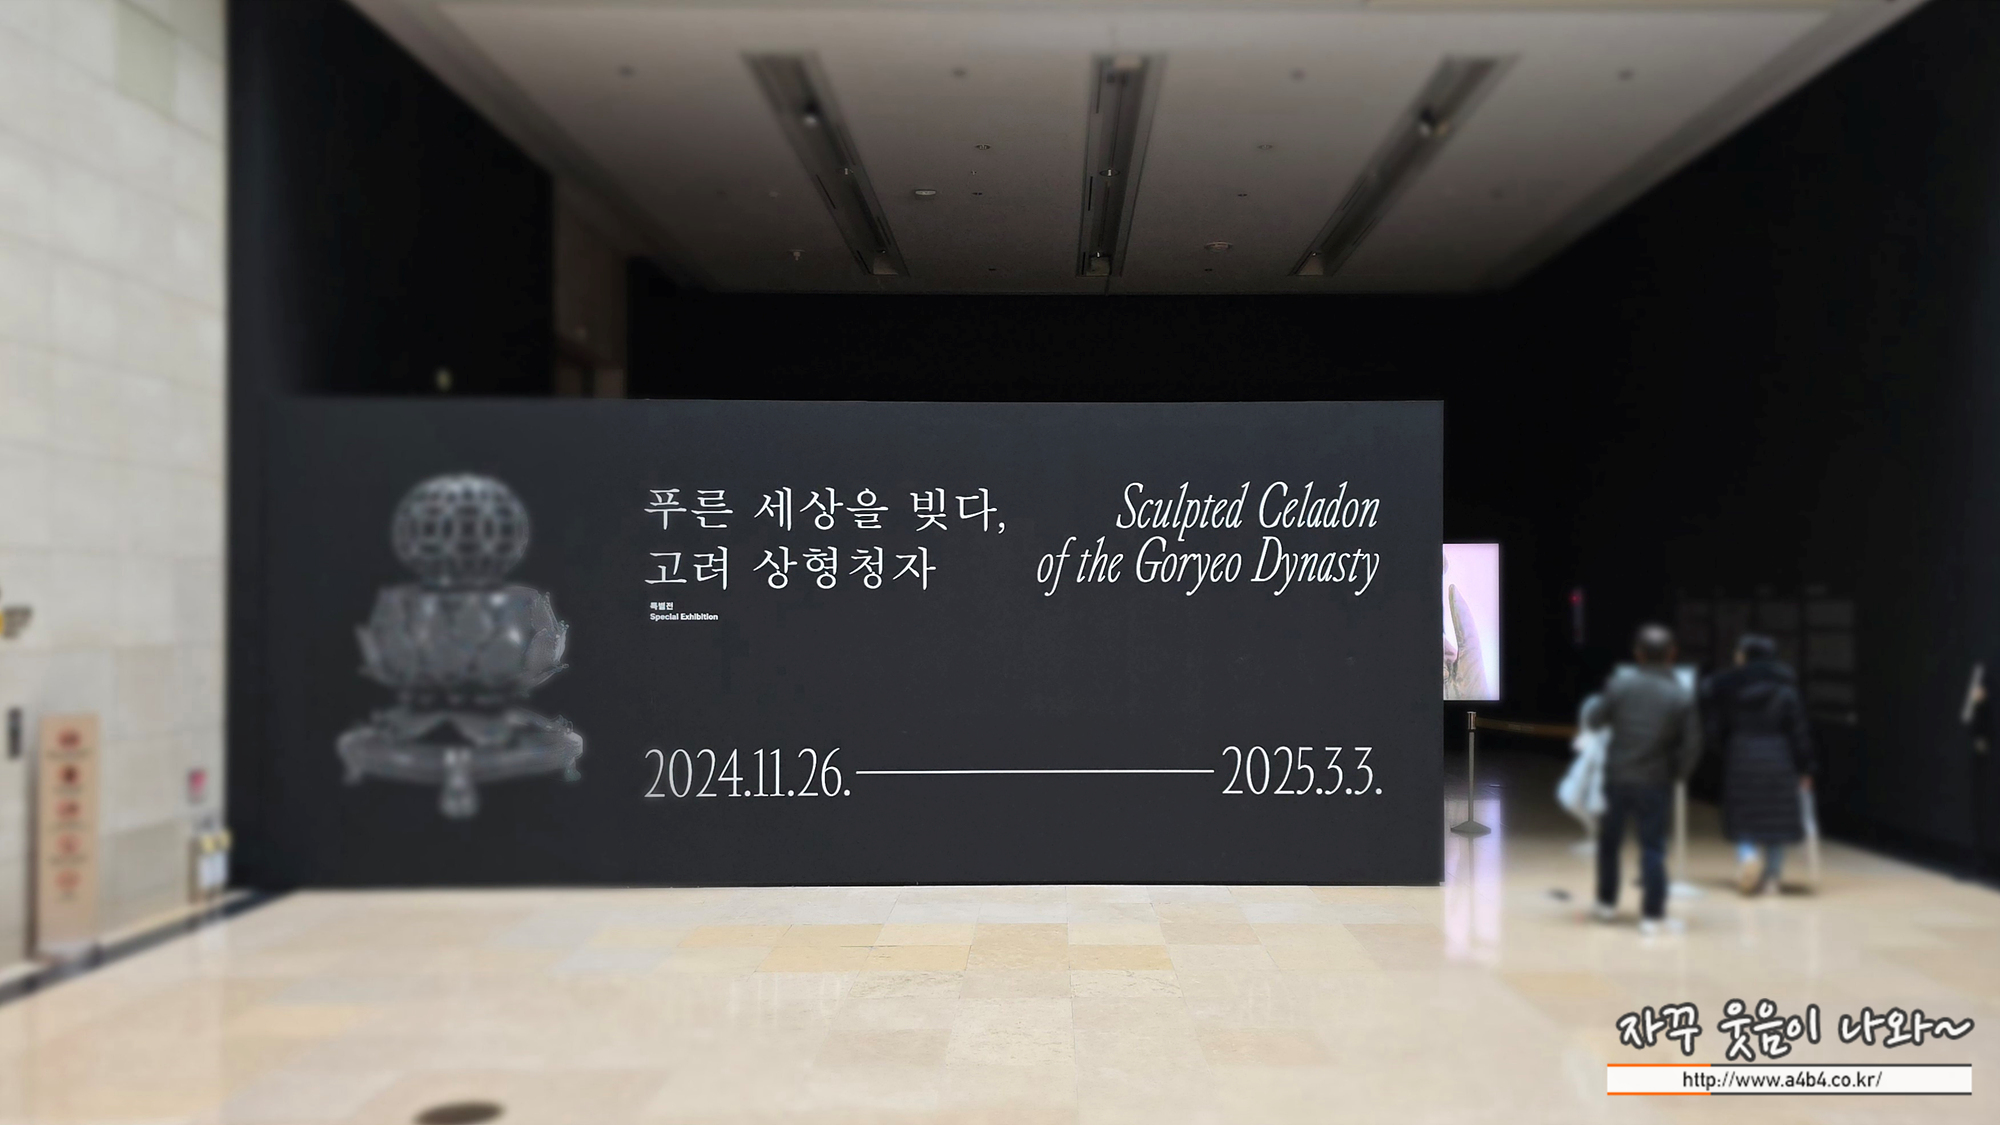 푸른 세상을 빚다,
고려 상형청자
Sculpted Celadon
of the Goryeo Dynasty
특별전
Special Exhibition
2024.11.26.
2025.3.3.
자꾸 웃음이 나와~
http://www.a4b4.co.kr/